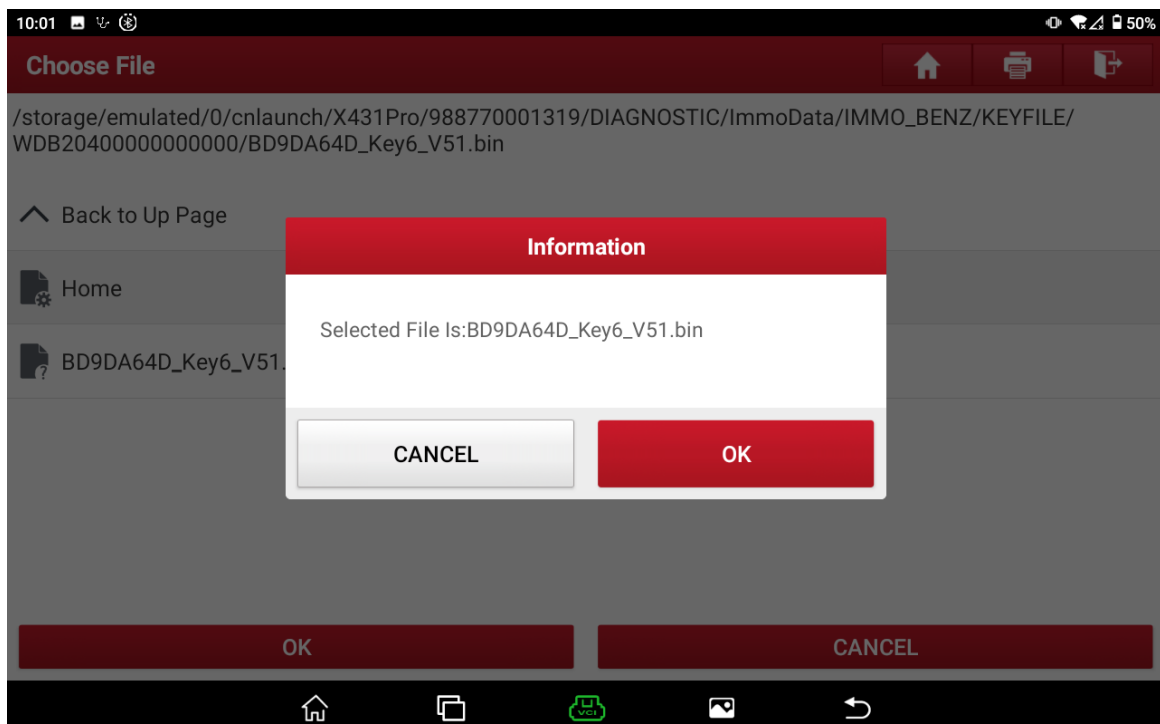 10:01
50%
Choose File
/storage/emulated/0/cnlaunch/X431Pro/988770001319/DIAGNOSTIC/ImmoData/IMMO_BENZ/KEYFILE/
WDB20400000000000/BD9DA64D_Key6_V51.bin
Back to Up Page
Information
Home
Selected File Is:BD9DA64D_Key6_V51.bin
BD9DA64D_Key6_V51.
CANCEL
OK
OK
CANCEL
VCI